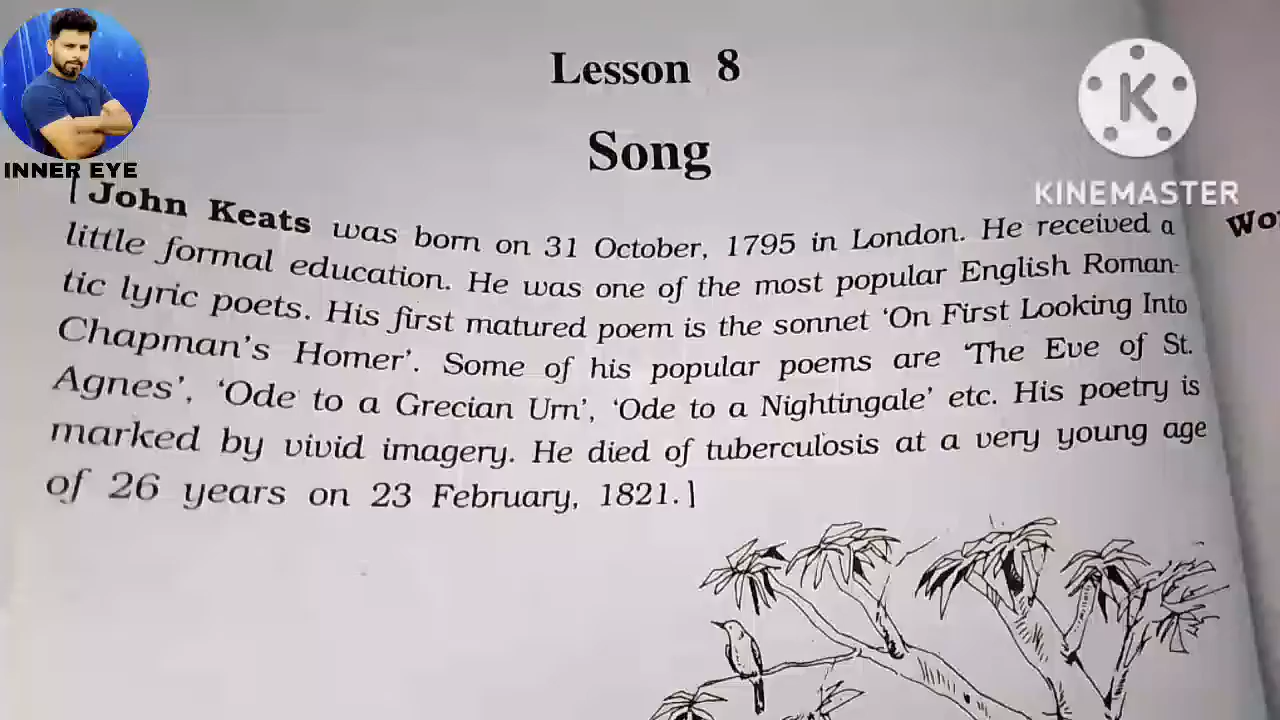 Lesson 8
Song
INNER EYE
KINEMASTER
[John Keats was born on 31 October, 1795 in London. He received a
little formal education. He was one of the most popular English Roman-
tic lyric poets. His first matured poem is the sonnet 'On First Looking Into
Chapman's Homer'. Some of his popular poems are 'The Eve of St.
Agnes', 'Ode to a Grecian Urn', 'Ode to a Nightingale' etc. His poetry is
marked by vivid imagery. He died of tuberculosis at a very young age
of 26 years on 23 February, 1821.]